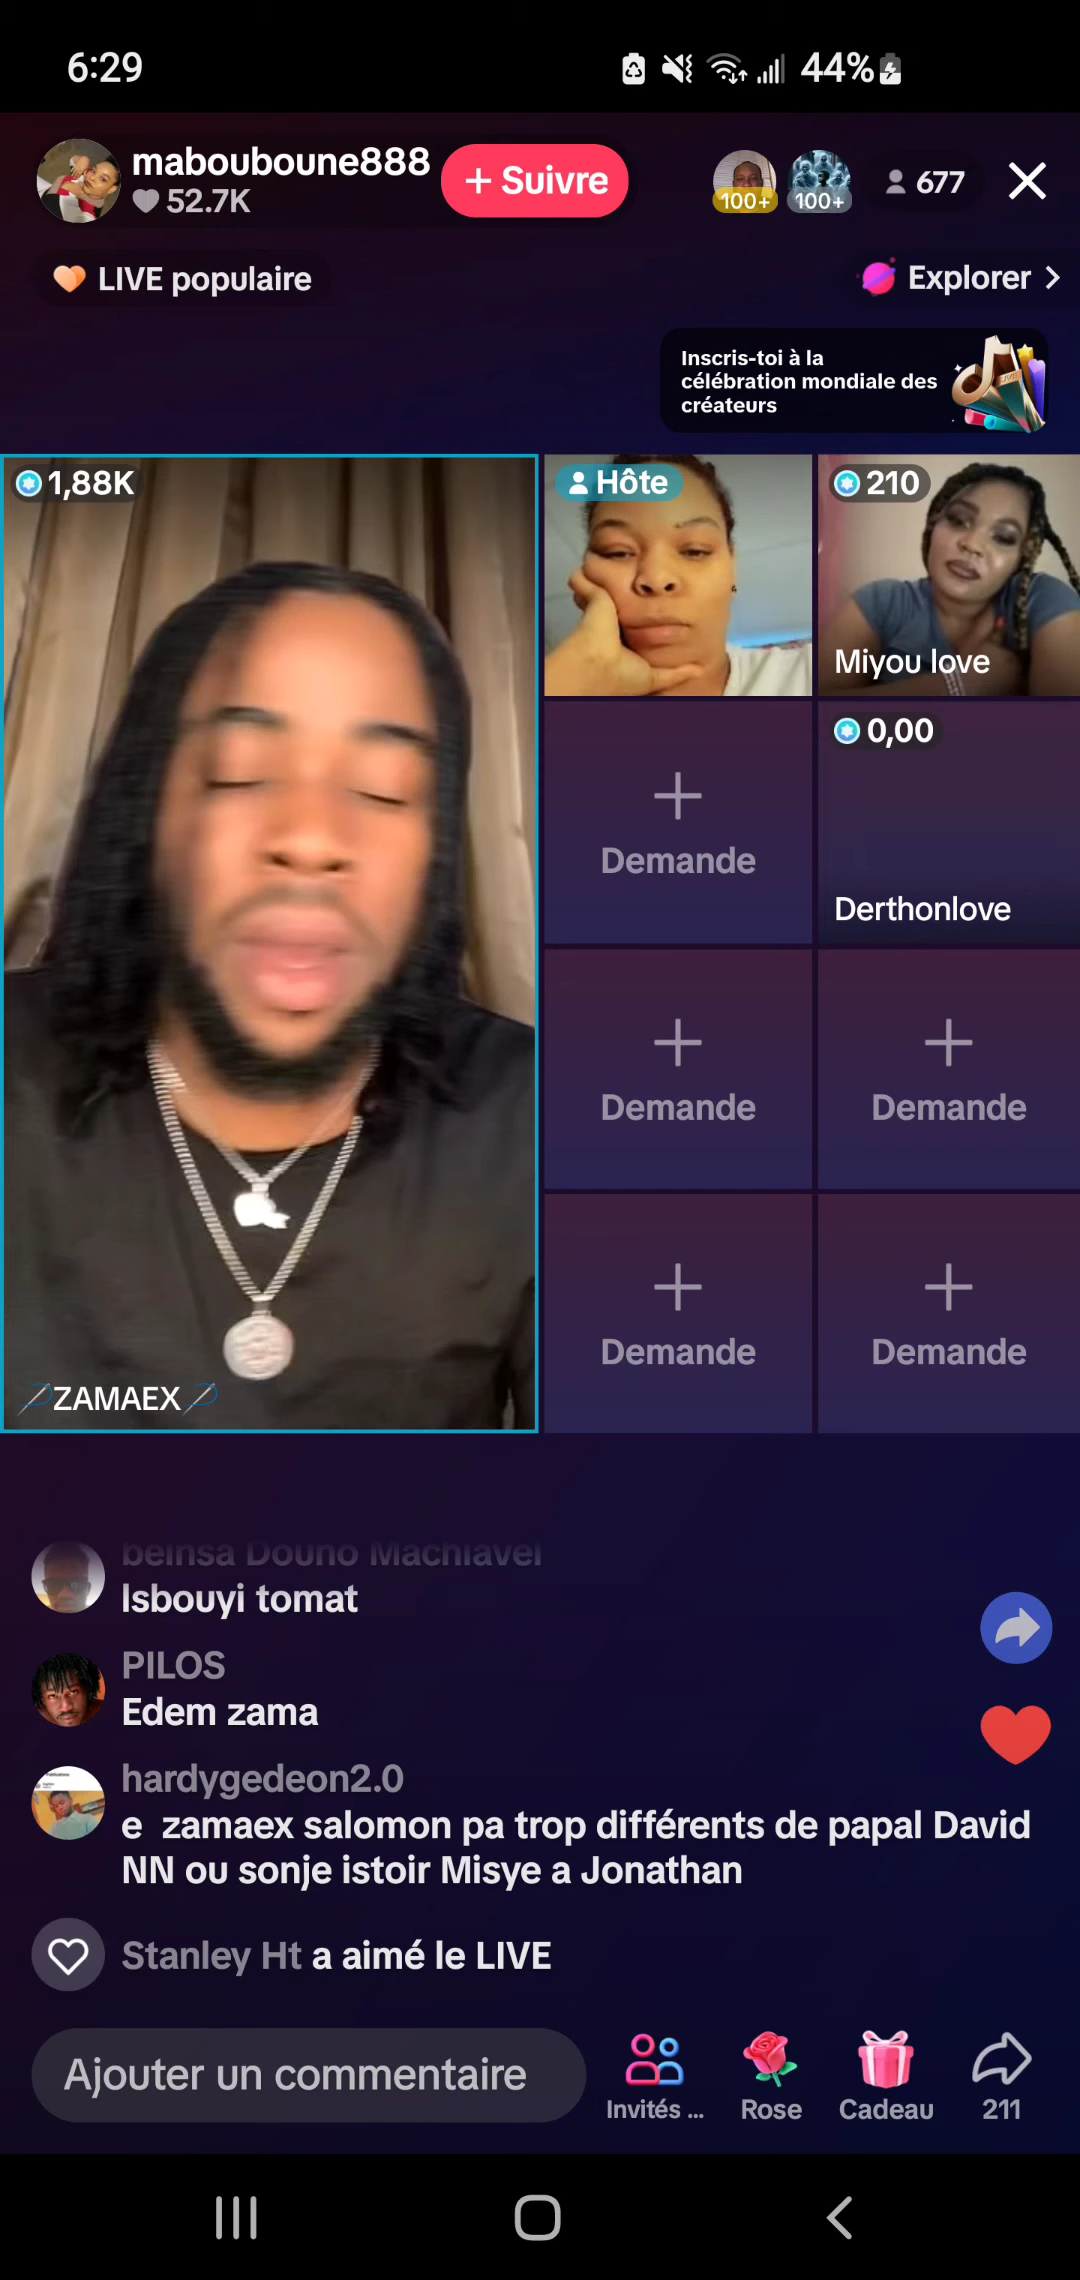 6:29
44%
mabouboune888
52.7K
+ Suivre
100+
100+
677
LIVE populaire
Explorer >
Inscris-toi à la
célébration mondiale des
créateurs
1,88K
Hôte
210
Miyou love
0,00
Demande
Derthonlove
Demande
Demande
Demande
Demande
ZAMAEX
beinsa Douno Machiavel
Isbouyi tomat
PILOS
Edem zama
hardygedeon2.0
e zamaex salomon pa trop différents de papal David
NN ou sonje istoir Misye a Jonathan
Stanley Ht a aimé le LIVE
Ajouter un commentaire
Invités ...
Rose
Cadeau
211